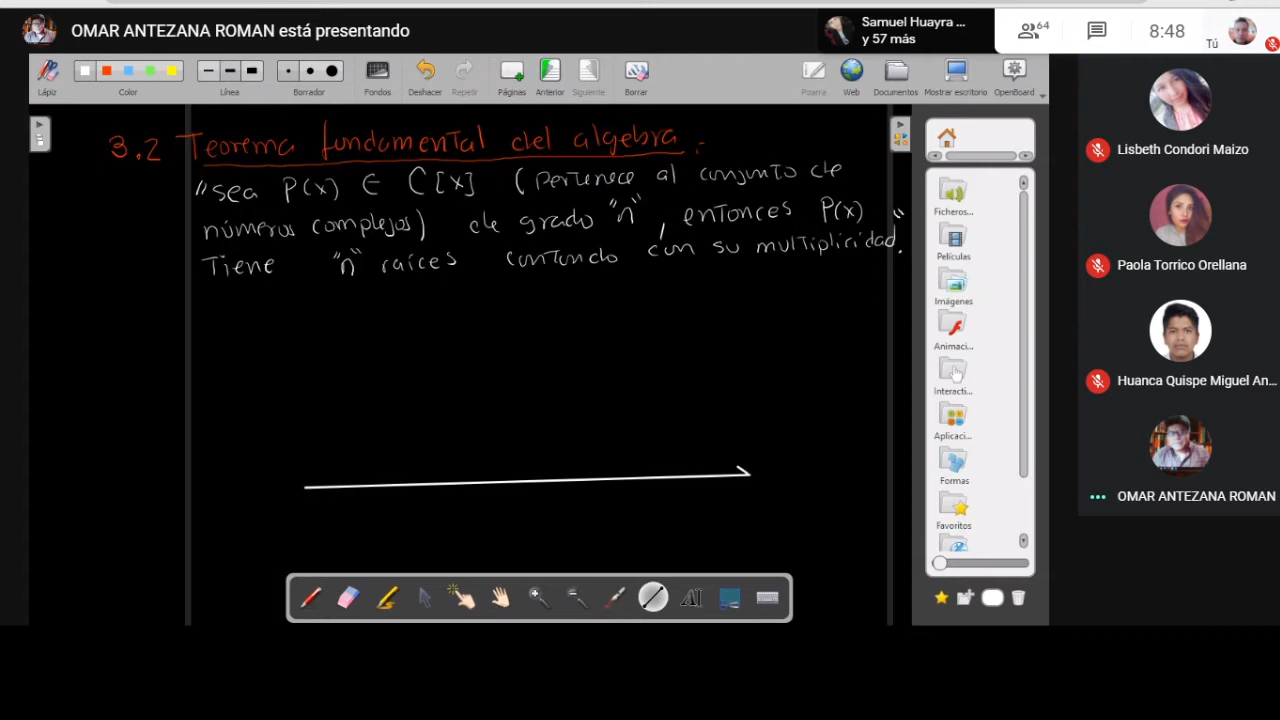 OMAR ANTEZANA ROMAN está presentando
Samuel Huayra ...
y 57 más
64
8:48
Tú
Lápiz
Color
Línea
Borrador
Fondos
Deshacer
Repetir
Páginas
Anterior
Siguiente
Borrar
Pizarra
Web
Documentos
Mostrar escritorio
OpenBoard
3.2 Teorema fundamental del algebra.
"sea P(x) ∈ C[x] (pertenece al conjunto de
números complejos) de grado "n", entonces P(x)
Tiene "n" raíces contando con su multiplicidad."
Ficheros...
Películas
Imágenes
Animaci...
Interacti...
Aplicaci...
Formas
Favoritos
Lisbeth Condori Maizo
Paola Torrico Orellana
Huanca Quispe Miguel An...
OMAR ANTEZANA ROMAN
AI